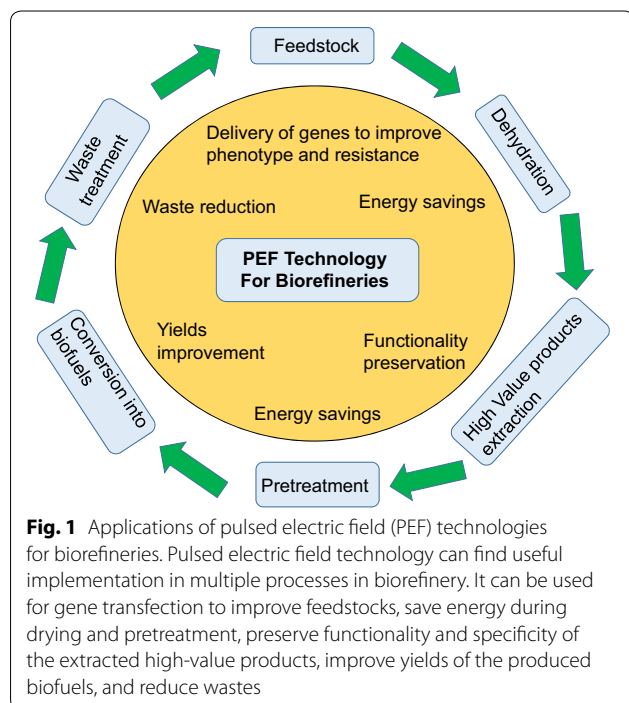 Feedstock
Dehydration
High Value products
extraction
Pretreatment
Conversion into
biofuels
Waste
treatment
Delivery of genes to improve
phenotype and resistance
Waste reduction
Energy savings
PEF Technology
For Biorefineries
Yields
improvement
Functionality
preservation
Energy savings
Fig. 1 Applications of pulsed electric field (PEF) technologies
for biorefineries. Pulsed electric field technology can find useful
implementation in multiple processes in biorefinery. It can be used
for gene transfection to improve feedstocks, save energy during
drying and pretreatment, preserve functionality and specificity of
the extracted high-value products, improve yields of the produced
biofuels, and reduce wastes